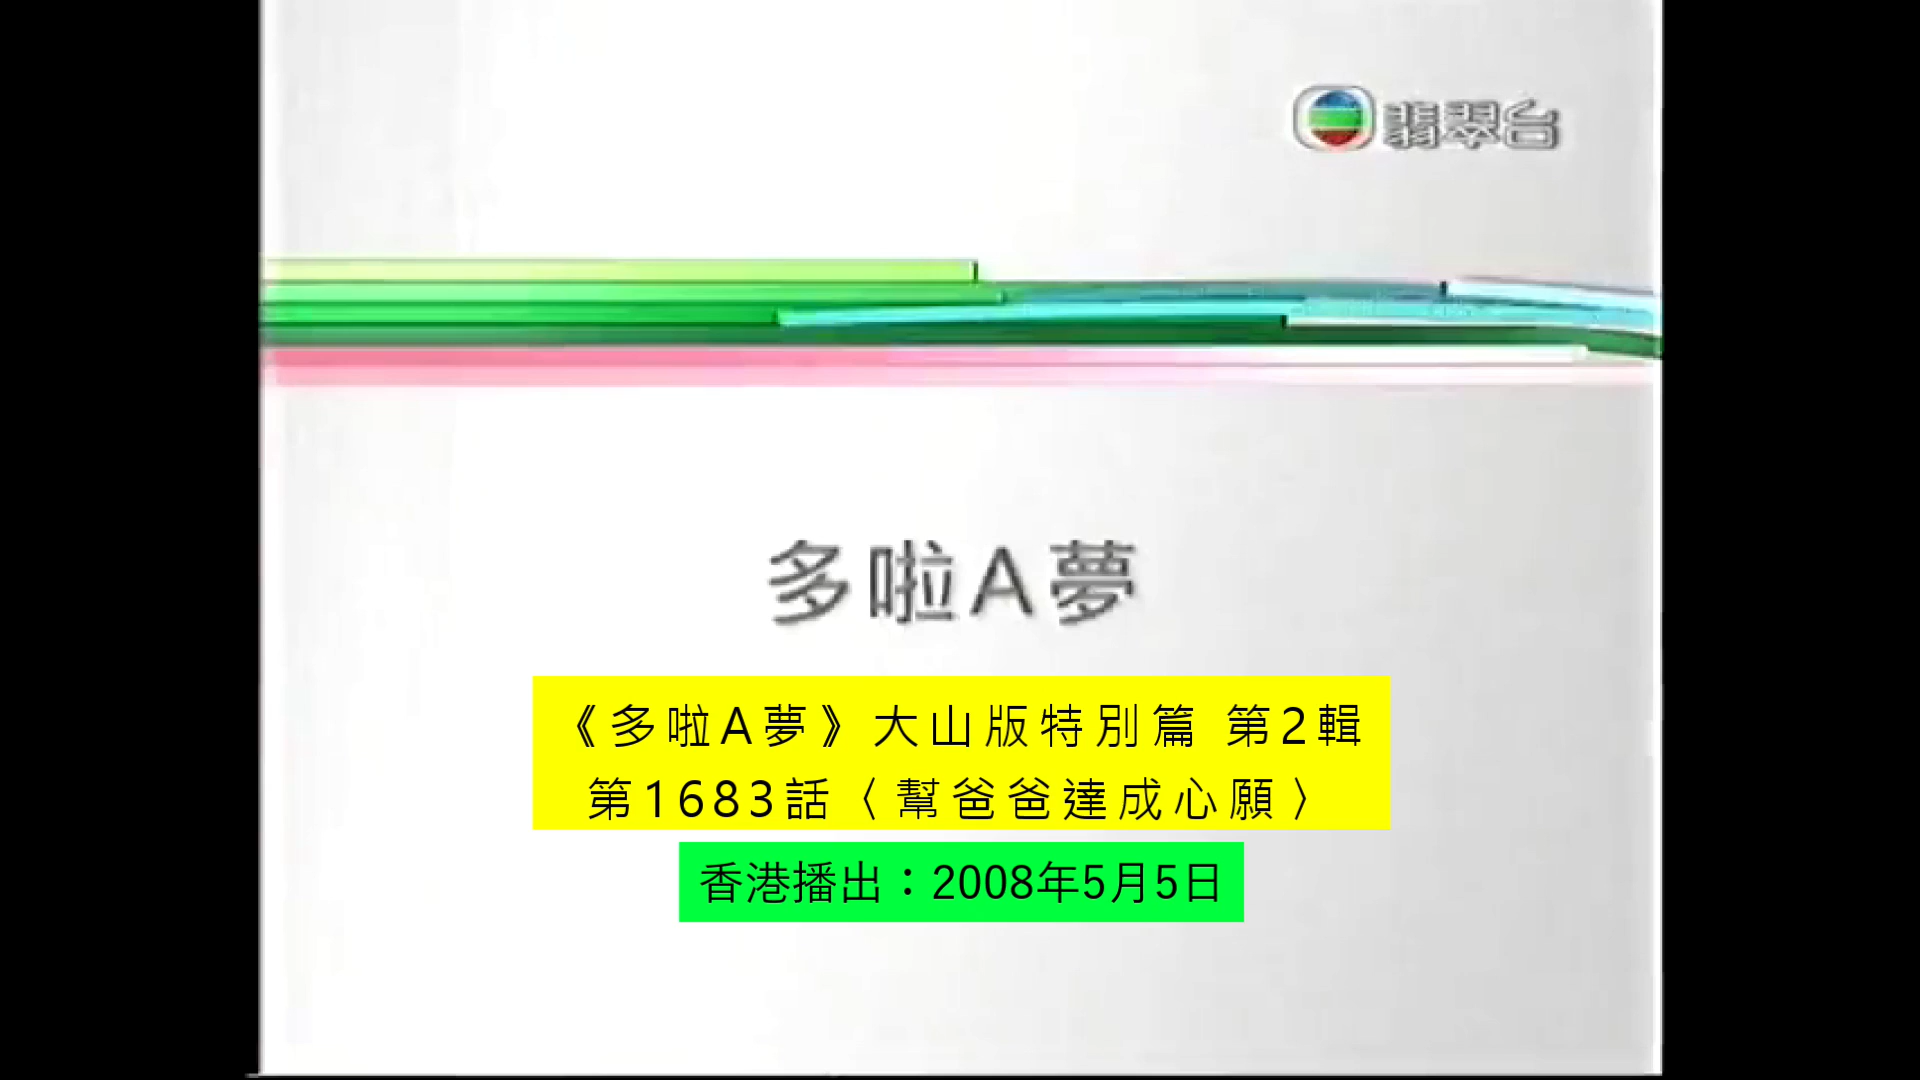 翡翠台
多啦A夢
《多啦A夢》大山版特別篇 第2輯
第1683話〈幫爸爸達成心願〉
香港播出：2008年5月5日